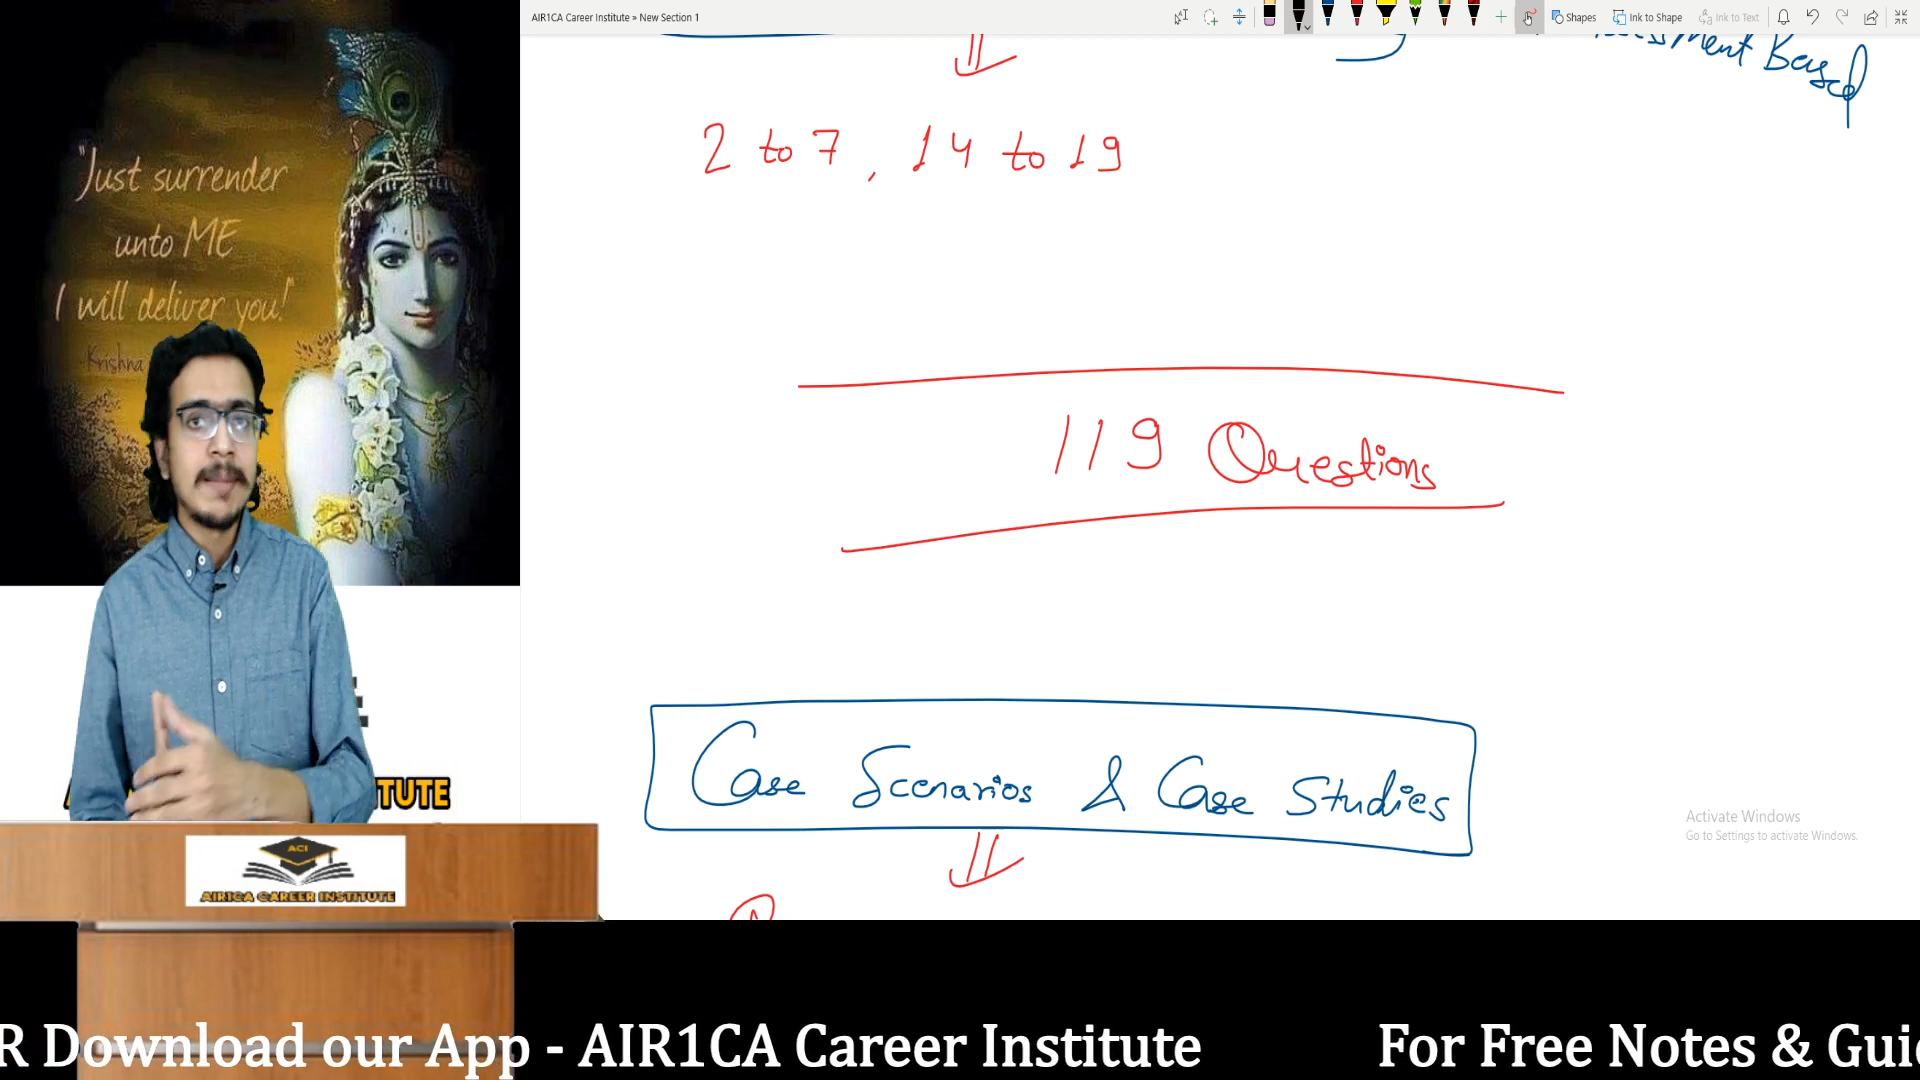 AIR1CA Career Institute » New Section 1
Shapes
Ink to Shape
Ink to Text
ment Based
2 to 7, 14 to 19
119 Questions
Case Scenarios & Case Studies
"Just surrender
unto ME
I will deliver you!"
Krishna
TUTE
ACI
AIR1CA CAREER INSTITUTE
Activate Windows
Go to Settings to activate Windows.
R Download our App - AIR1CA Career Institute For Free Notes & Gui